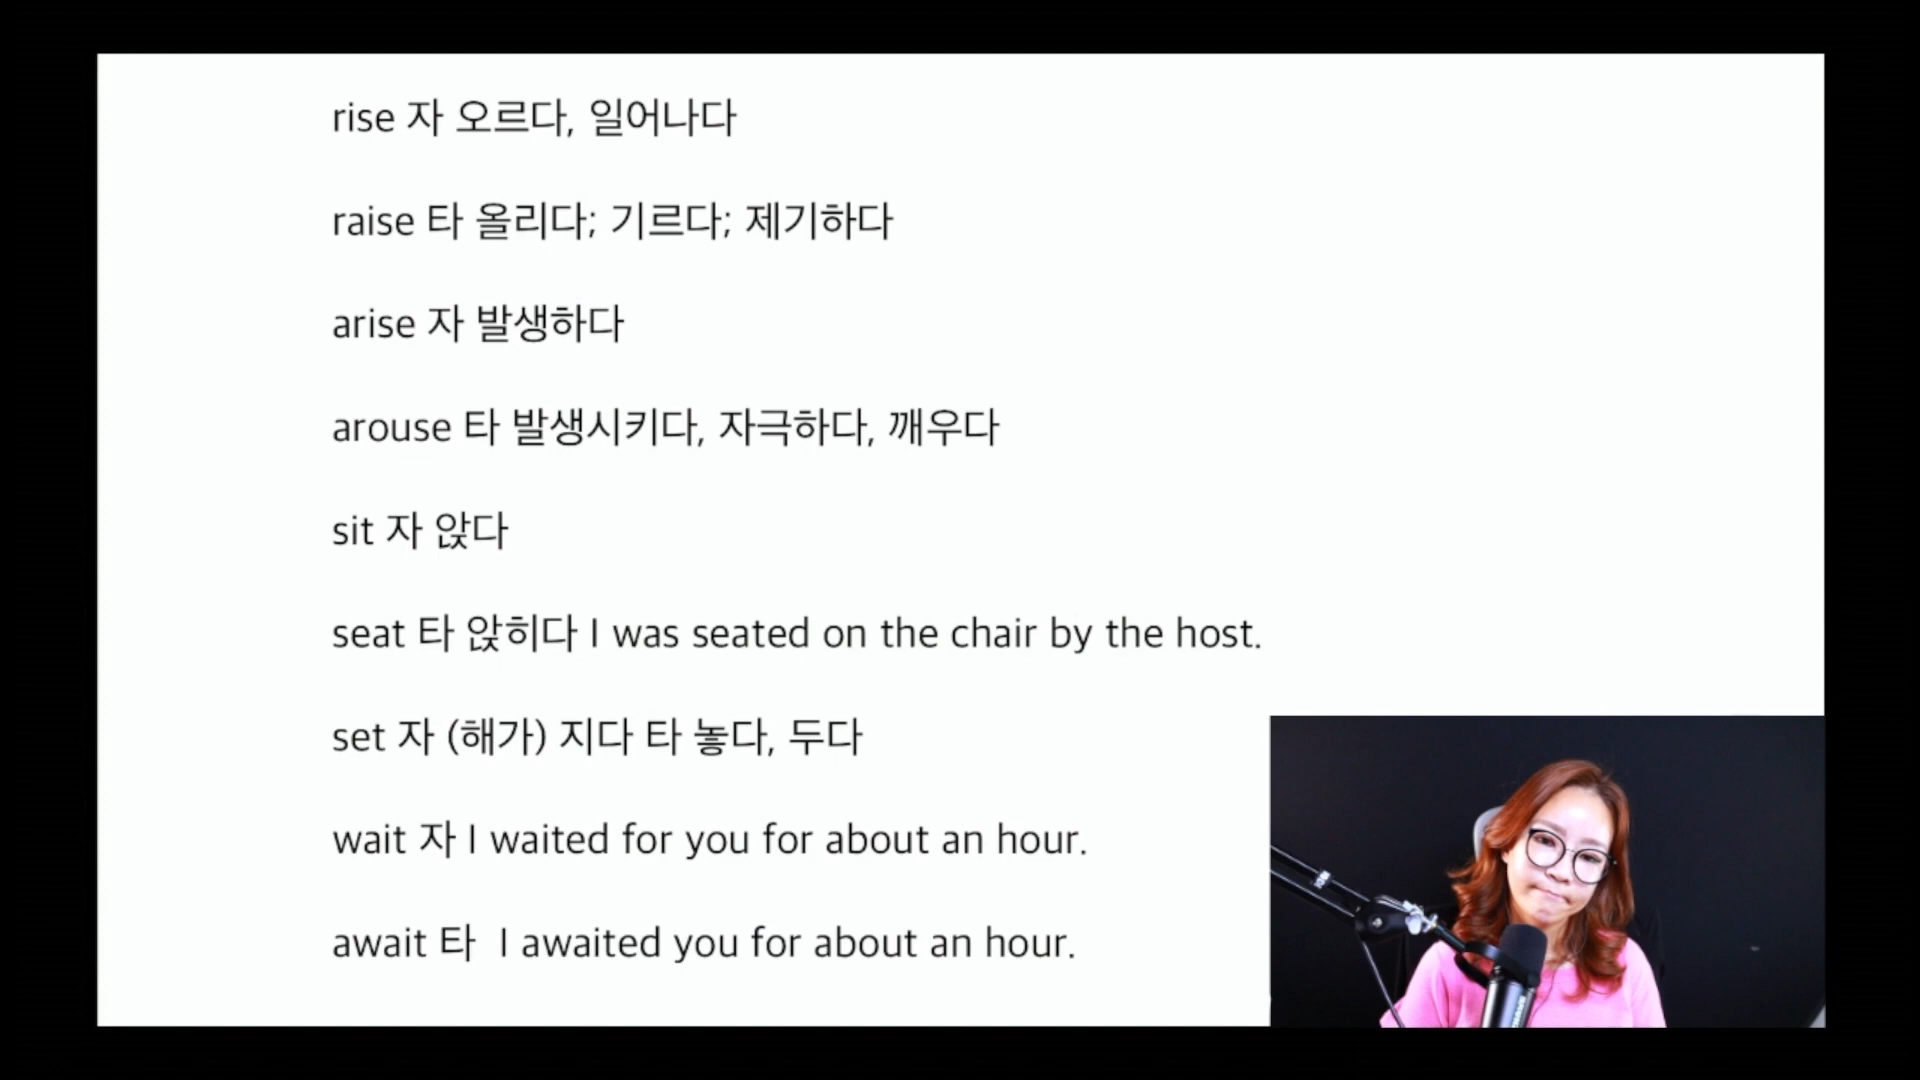 rise 자 오르다, 일어나다
raise 타 올리다; 기르다; 제기하다
arise 자 발생하다
arouse 타 발생시키다, 자극하다, 깨우다
sit 자 앉다
seat 타 앉히다 I was seated on the chair by the host.
set 자 (해가) 지다 타 놓다, 두다
wait 자 I waited for you for about an hour.
await 타 I awaited you for about an hour.